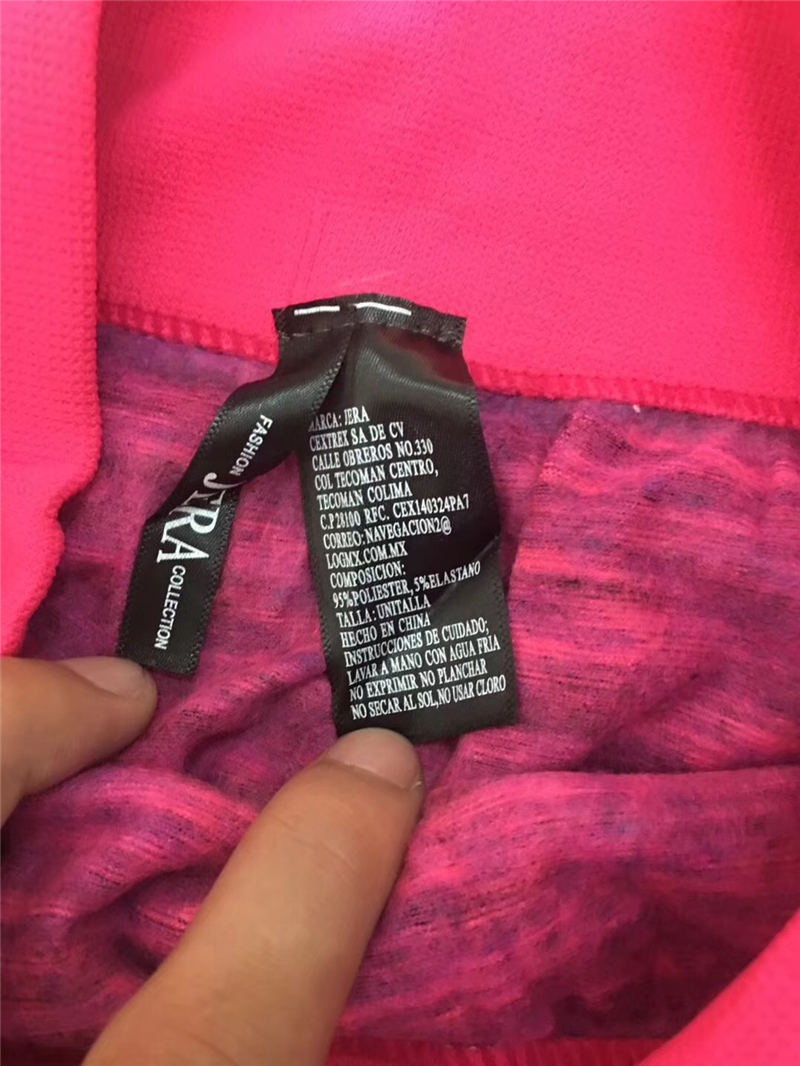 FASHION
JERA
COLLECTION
MARCA: JERA
CEXTREX SA DE CV
CALLE OBREROS NO.330
COL TECOMAN CENTRO,
TECOMAN COLIMA
C.P28100 RFC. CEX140324PA7
CORREO:NAVEGACION2@
LOGMX.COM.MX
COMPOSICION:
95%POLIESTER,5%ELASTANO
TALLA:UNITALLA
HECHO EN CHINA
INSTRUCCIONES DE CUIDADO;
LAVAR A MANO CON AGUA FRIA
NO EXPRIMIR NO PLANCHAR
NO SECAR AL SOL,NO USAR CLORO